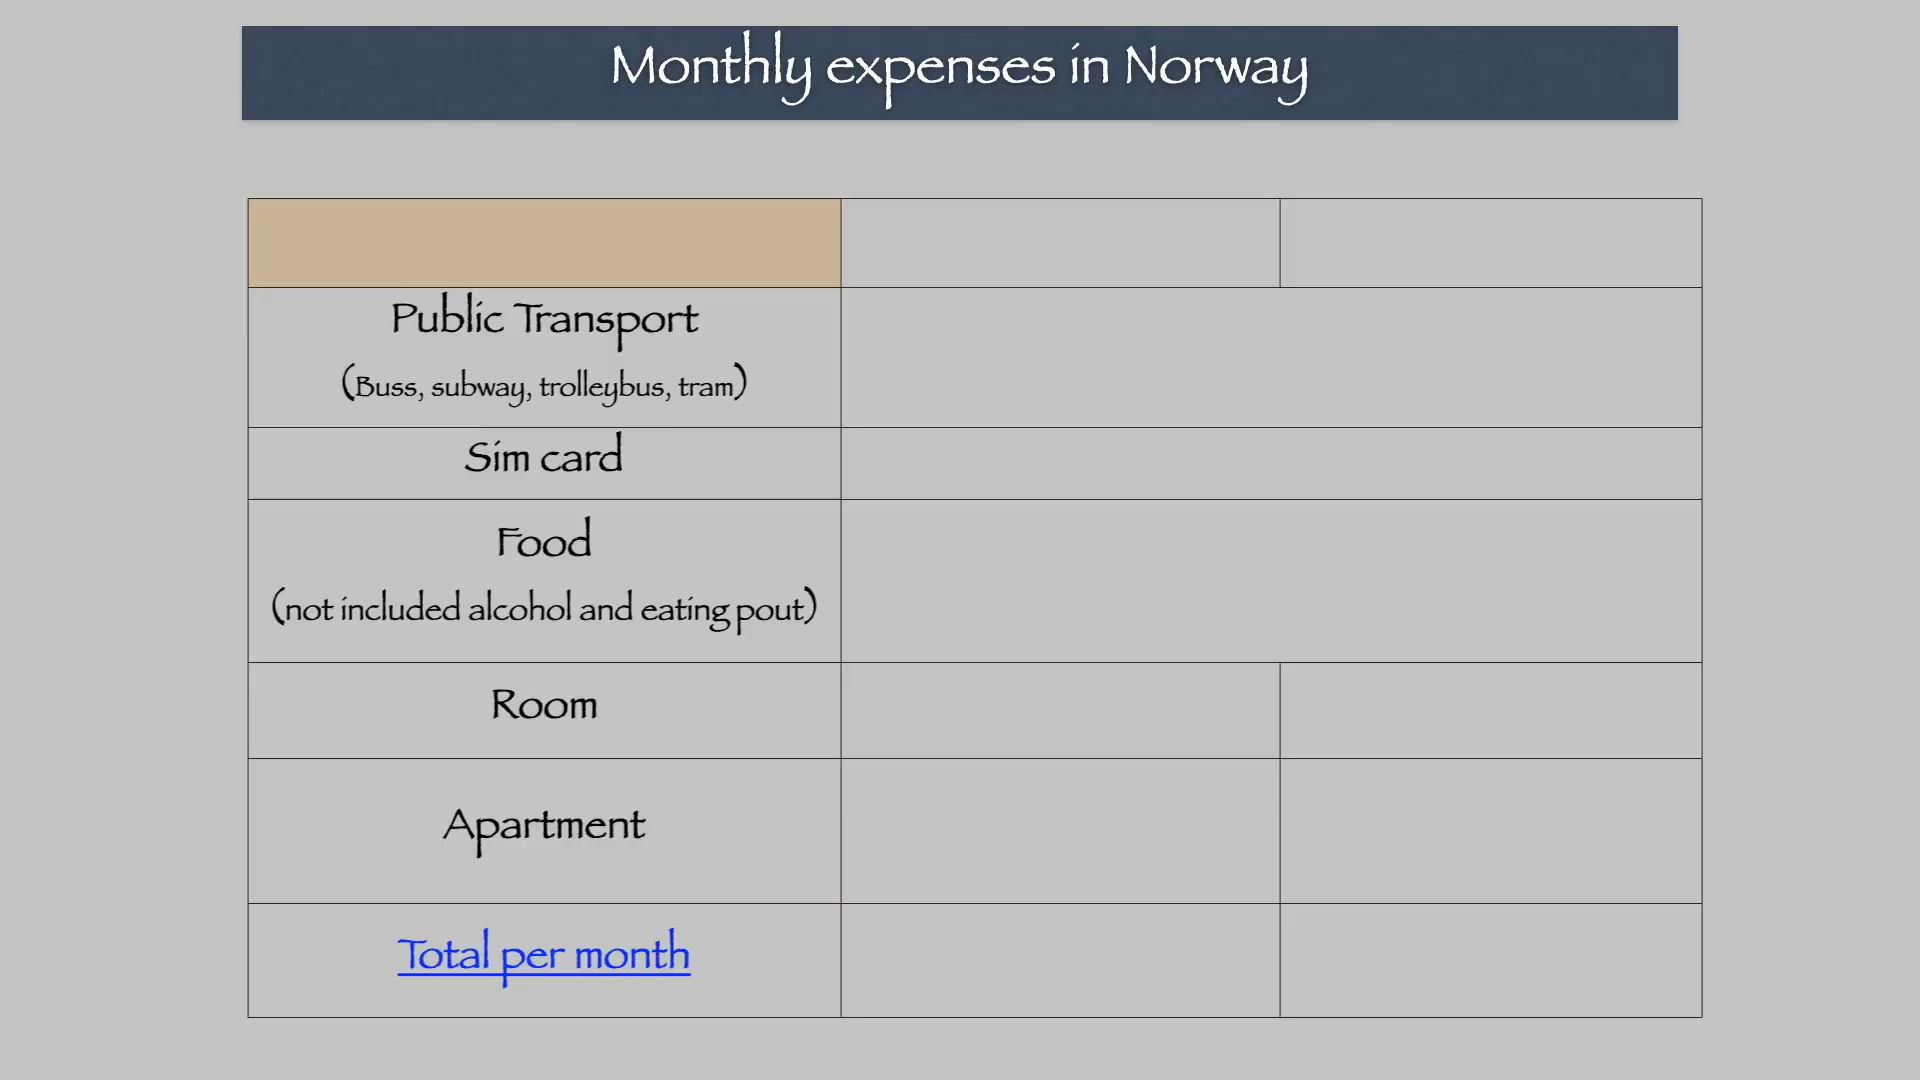 Monthly expenses in Norway
Public Transport
(Buss, subway, trolleybus, tram)
Sim card
Food
(not included alcohol and eating pout)
Room
Apartment
Total per month